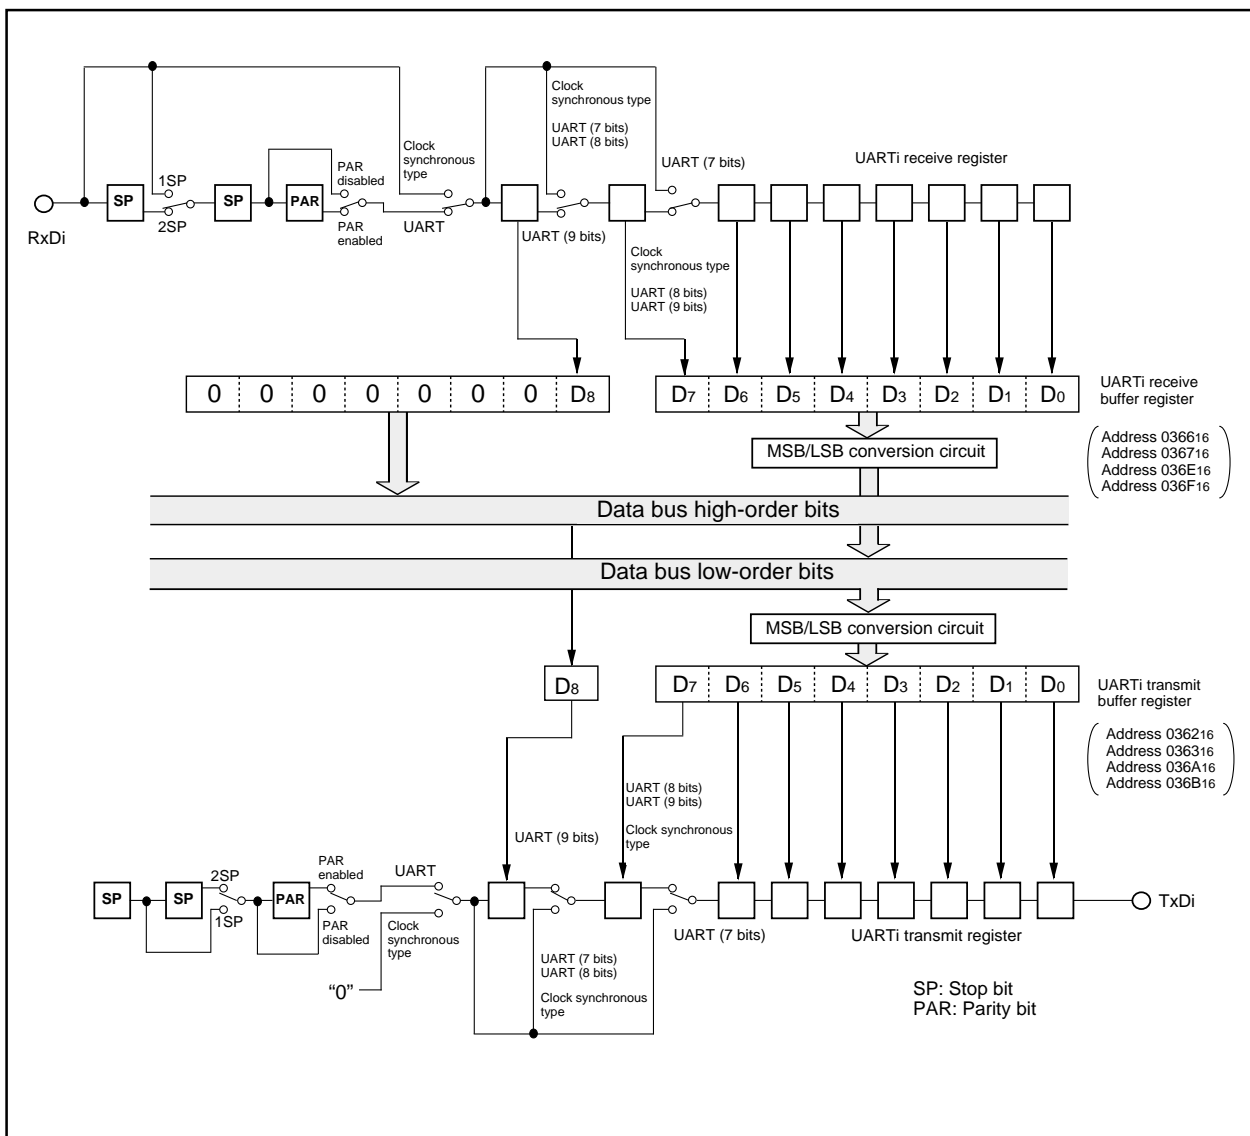 Clock
synchronous type
UART (7 bits)
UART (8 bits)
Clock
synchronous
type
PAR
disabled
UART (7 bits)
UARTi receive register
1SP
SP
SP
PAR
2SP
PAR
enabled
UART
UART (9 bits)
RxDi
Clock
synchronous type
UART (8 bits)
UART (9 bits)
0 0 0 0 0 0 0 D8
D7 D6 D5 D4 D3 D2 D1 D0
UARTi receive
buffer register
MSB/LSB conversion circuit
Address 036616
Address 036716
Address 036E16
Address 036F16
Data bus high-order bits
Data bus low-order bits
MSB/LSB conversion circuit
D8
D7 D6 D5 D4 D3 D2 D1 D0
UARTi transmit
buffer register
Address 036216
Address 036316
Address 036A16
Address 036B16
UART (8 bits)
UART (9 bits)
Clock synchronous
type
UART (9 bits)
PAR
enabled
UART
2SP
SP
SP
PAR
1SP
PAR
disabled
Clock
synchronous
type
"0"
TxDi
UART (7 bits)
UARTi transmit register
UART (7 bits)
UART (8 bits)
Clock synchronous
type
SP: Stop bit
PAR: Parity bit